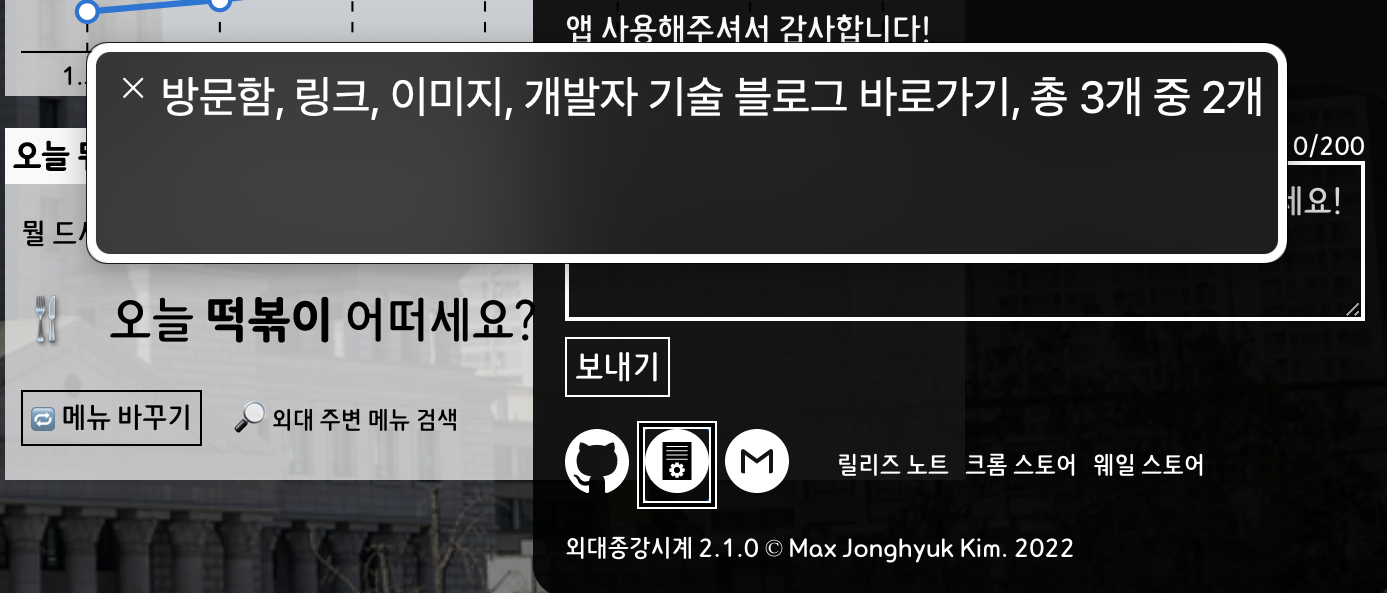 앱 사용해주셔서 감사합니다!
방문함, 링크, 이미지, 개발자 기술 블로그 바로가기, 총 3개 중 2개
오늘
0/200
뭘
요!
오늘 떡볶이 어떠세요?
보내기
메뉴 바꾸기
외대 주변 메뉴 검색
릴리즈 노트 크롬 스토어 웨일 스토어
외대종강시계 2.1.0 © Max Jonghyuk Kim. 2022